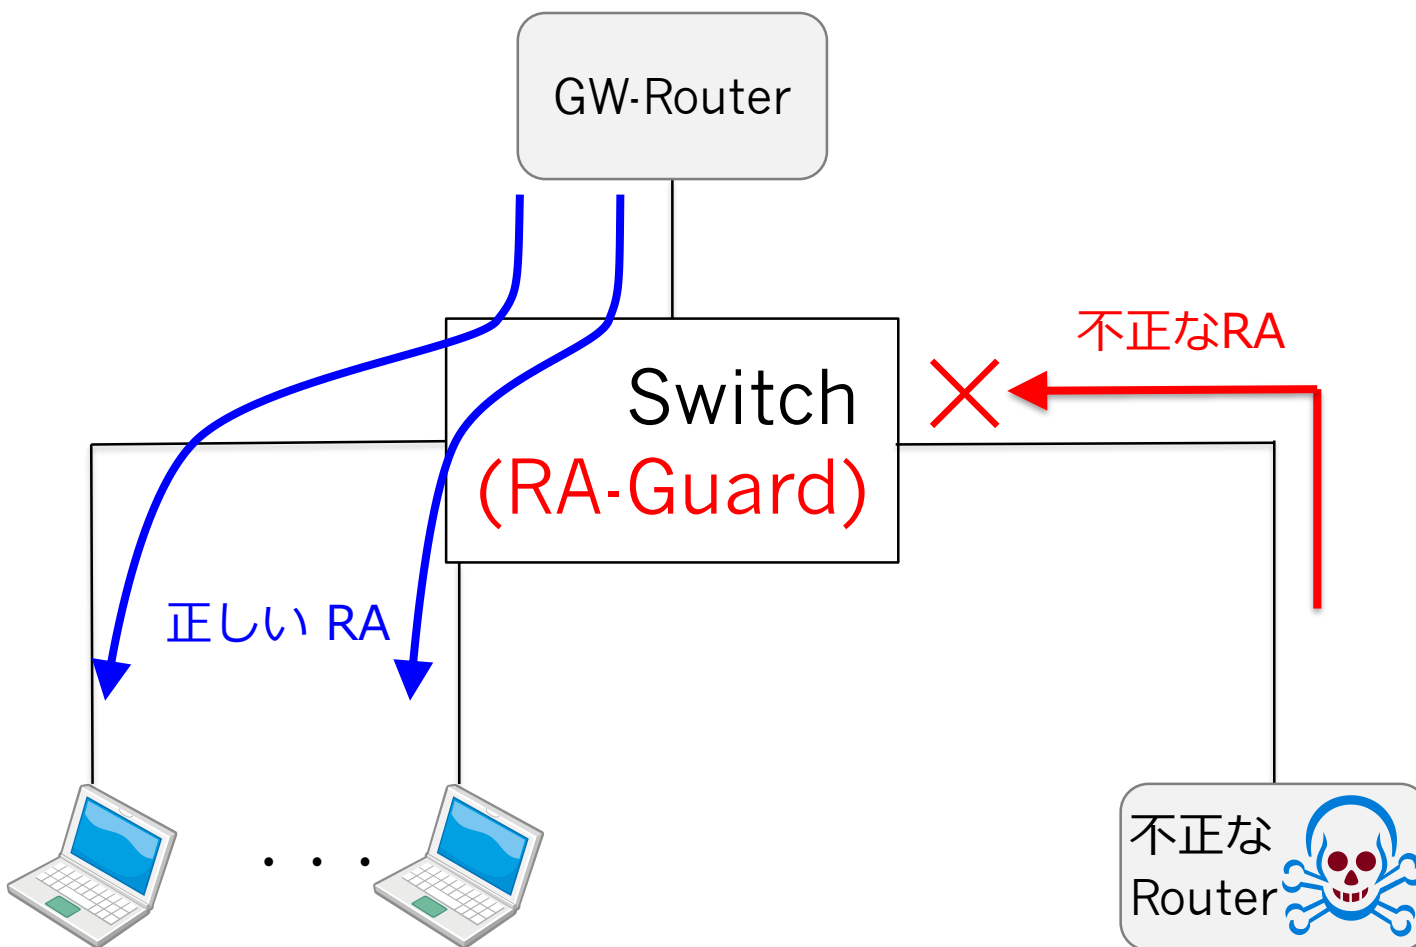 GW-Router
不正なRA
Switch
(RA-Guard)
正しい RA
・・・
不正な
Router